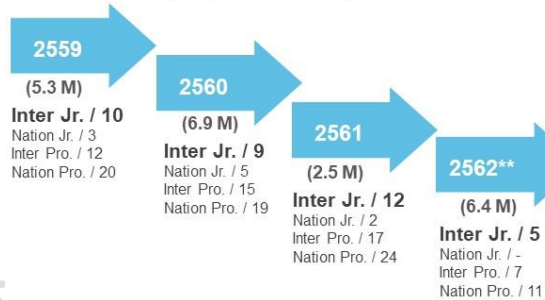 2559
(5.3 M)
Inter Jr. / 10
Nation Jr. / 3
Inter Pro. / 12
Nation Pro. / 20
2560
(6.9 M)
Inter Jr. / 9
Nation Jr. / 5
Inter Pro. / 15
Nation Pro. / 19
2561
(2.5 M)
Inter Jr. / 12
Nation Jr. / 2
Inter Pro. / 17
Nation Pro. / 24
2562**
(6.4 M)
Inter Jr. / 5
Nation Jr. / -
Inter Pro. / 7
Nation Pro. / 11